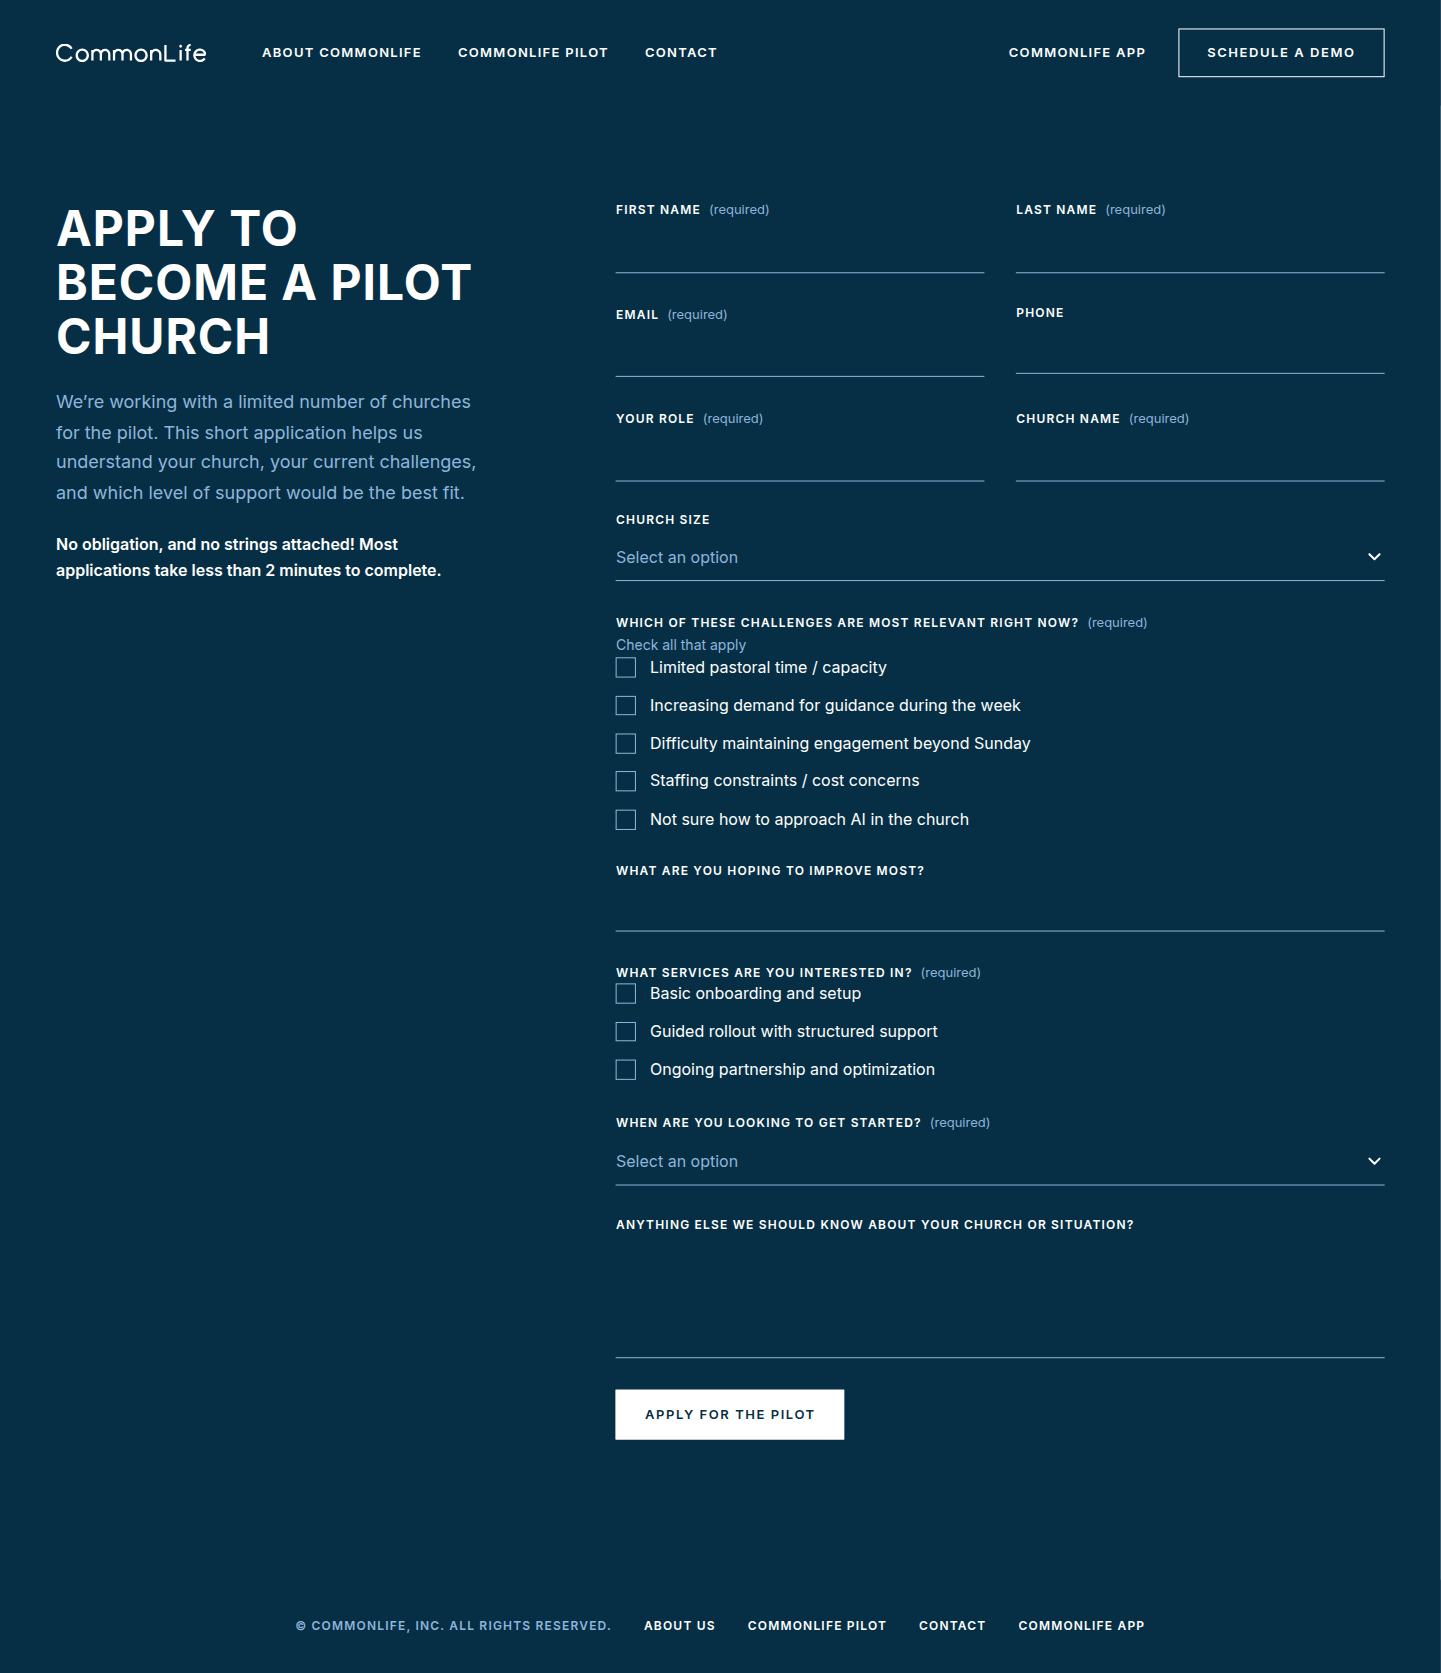 CommonLife
ABOUT COMMONLIFE
COMMONLIFE PILOT
CONTACT
COMMONLIFE APP
SCHEDULE A DEMO
APPLY TO
BECOME A PILOT
CHURCH
We’re working with a limited number of churches
for the pilot. This short application helps us
understand your church, your current challenges,
and which level of support would be the best fit.
No obligation, and no strings attached! Most
applications take less than 2 minutes to complete.
FIRST NAME (required)
LAST NAME (required)
EMAIL (required)
PHONE
YOUR ROLE (required)
CHURCH NAME (required)
CHURCH SIZE
Select an option
WHICH OF THESE CHALLENGES ARE MOST RELEVANT RIGHT NOW? (required)
Check all that apply
Limited pastoral time / capacity
Increasing demand for guidance during the week
Difficulty maintaining engagement beyond Sunday
Staffing constraints / cost concerns
Not sure how to approach AI in the church
WHAT ARE YOU HOPING TO IMPROVE MOST?
WHAT SERVICES ARE YOU INTERESTED IN? (required)
Basic onboarding and setup
Guided rollout with structured support
Ongoing partnership and optimization
WHEN ARE YOU LOOKING TO GET STARTED? (required)
Select an option
ANYTHING ELSE WE SHOULD KNOW ABOUT YOUR CHURCH OR SITUATION?
APPLY FOR THE PILOT
© COMMONLIFE, INC. ALL RIGHTS RESERVED.
ABOUT US
COMMONLIFE PILOT
CONTACT
COMMONLIFE APP